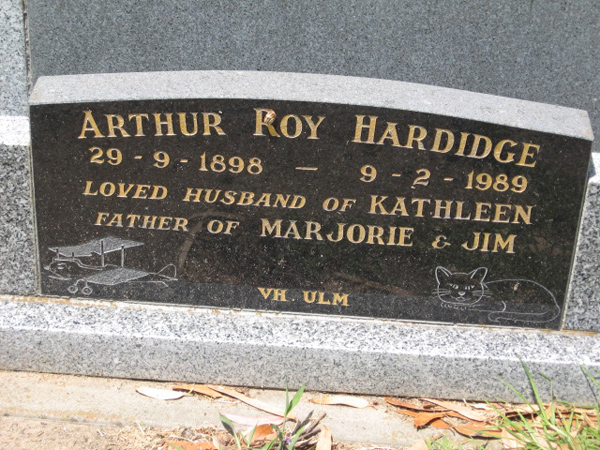 ARTHUR ROY HARDIDGE
29 - 9 - 1898 — 9 - 2 - 1989
LOVED HUSBAND OF KATHLEEN
FATHER OF MARJORIE & JIM
VH. ULM